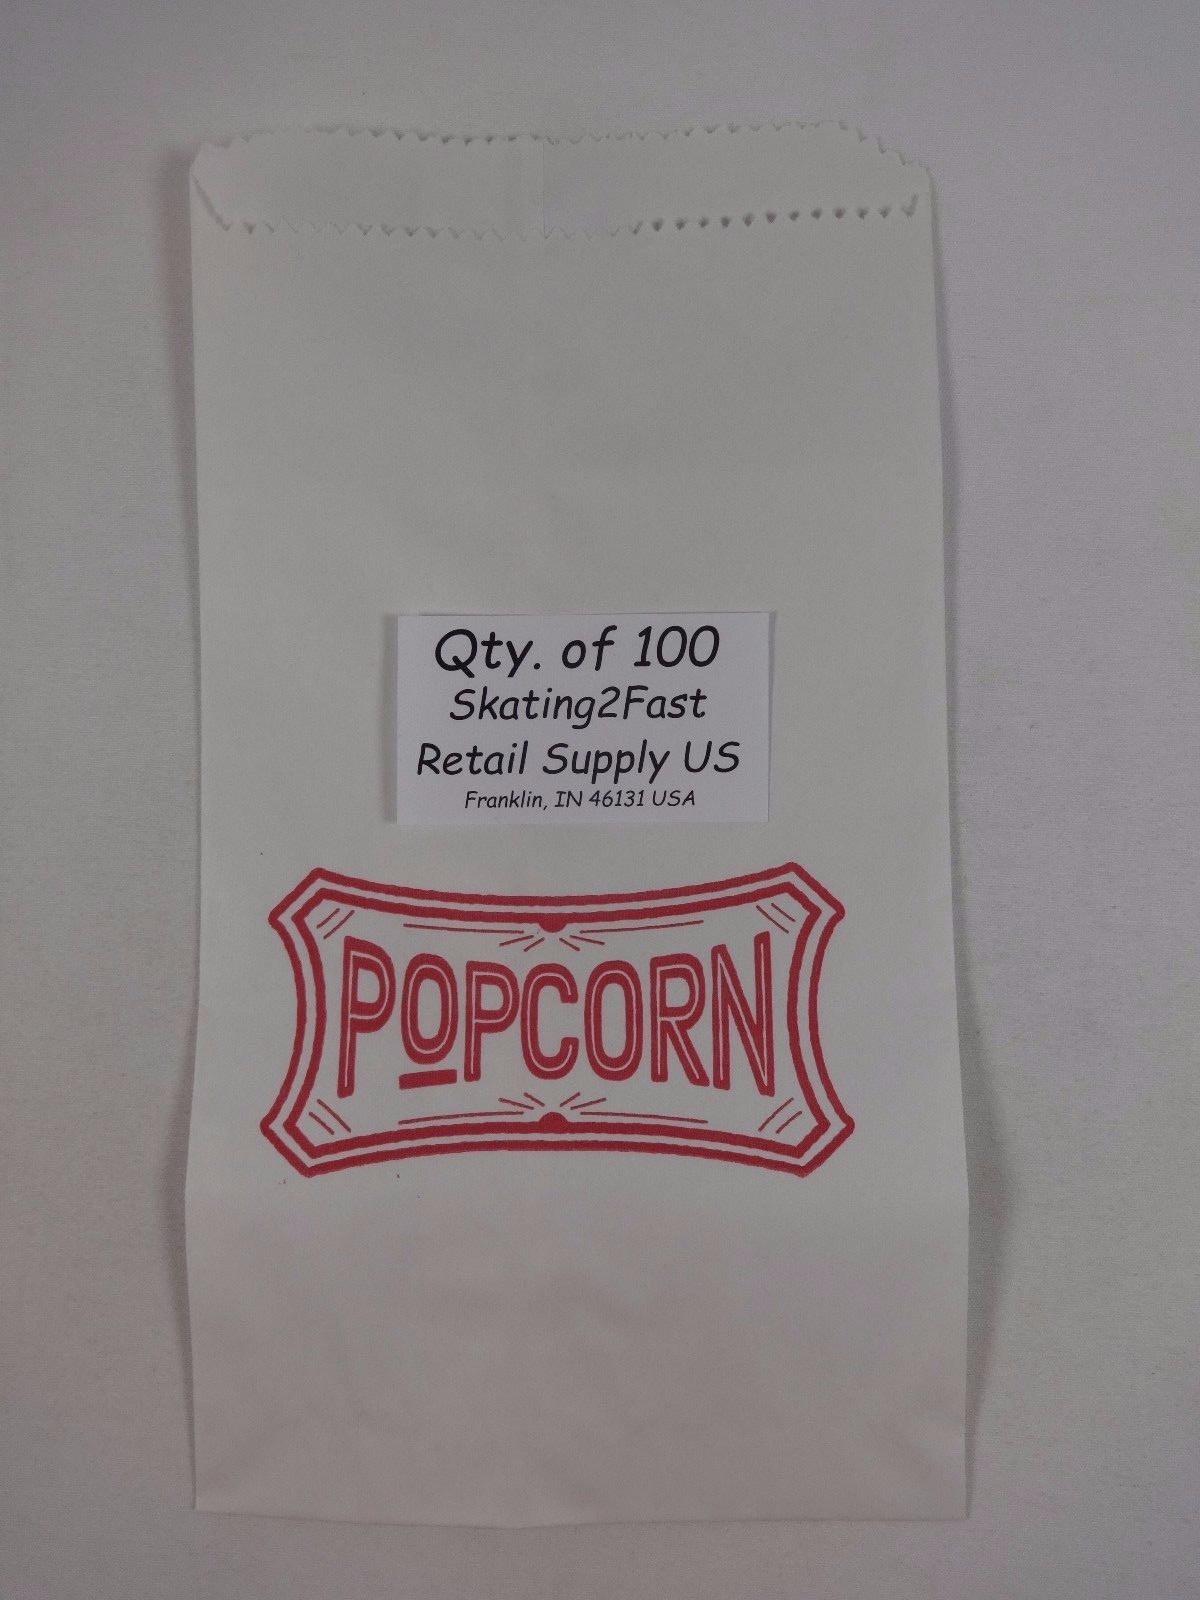 Qty. of 100
Skating2Fast
Retail Supply US
Franklin, IN 46131 USA
POPCORN